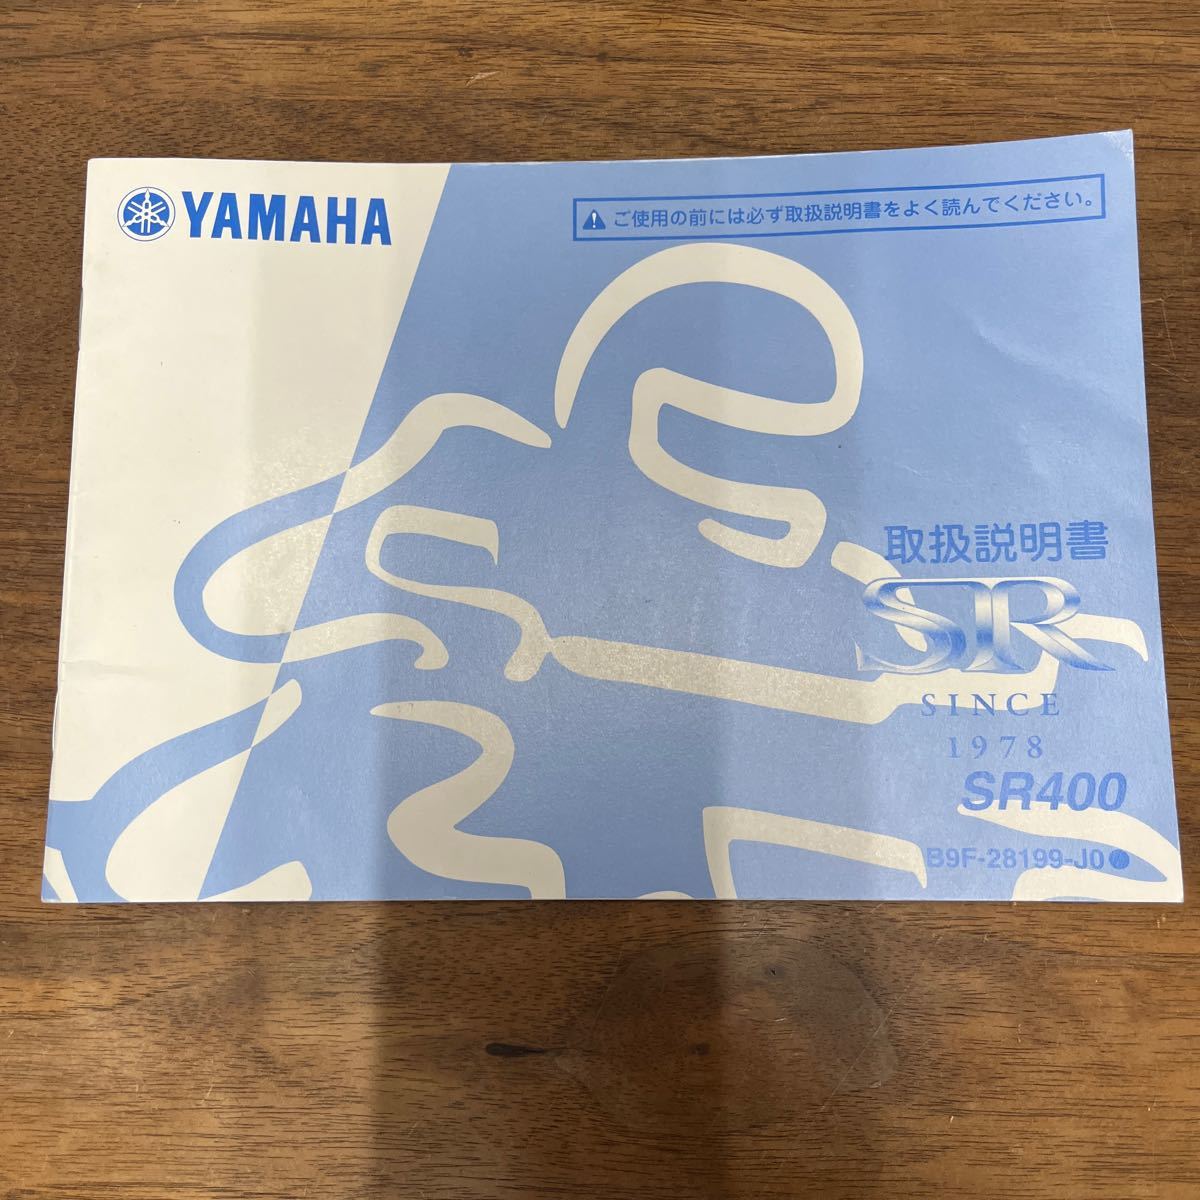 YAMAHA
ご使用の前には必ず取扱説明書をよく読んでください。
取扱説明書
SR
SINCE
1978
SR400
B9F-28199-J0